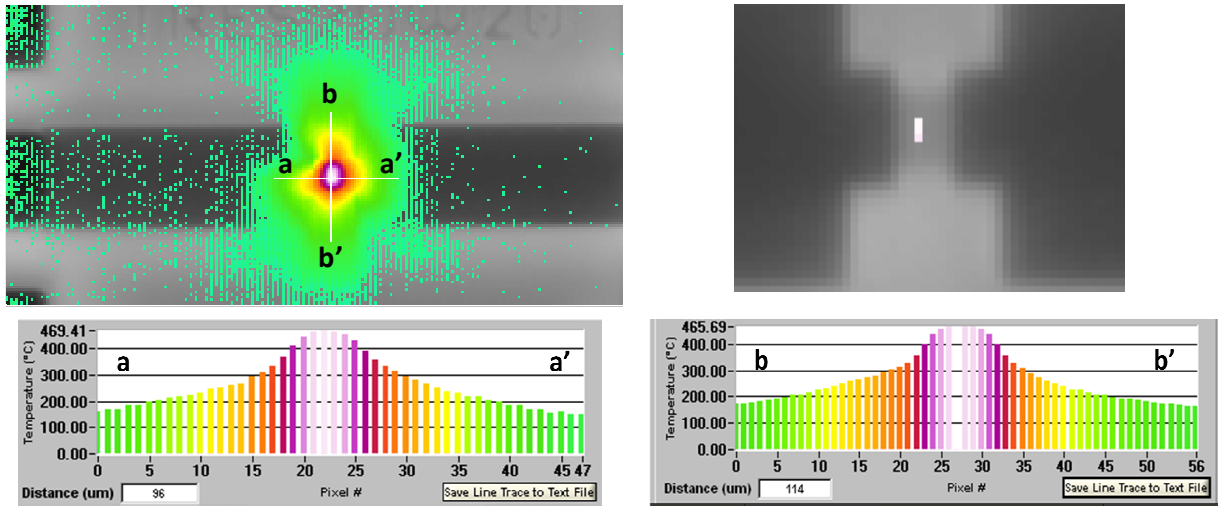 b
a a’
b’
469.41
400.00
300.00
200.00
100.00
0.00
Temperature (°C)
a a’
0 5 10 15 20 25 30 35 40 45 47
Distance (um) 96 Pixel # Save Line Trace to Text File
465.69
400.00
300.00
200.00
100.00
0.00
Temperature (°C)
b b’
0 5 10 15 20 25 30 35 40 45 50 56
Distance (um) 114 Pixel # Save Line Trace to Text File